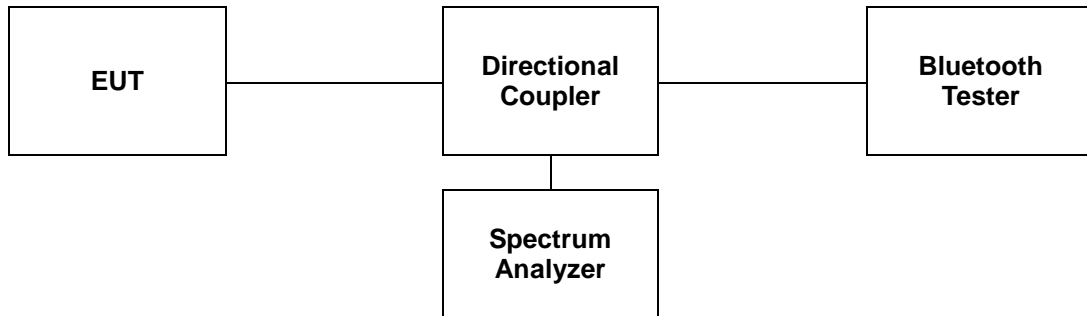 EUT
Directional
Coupler
Bluetooth
Tester
Spectrum
Analyzer